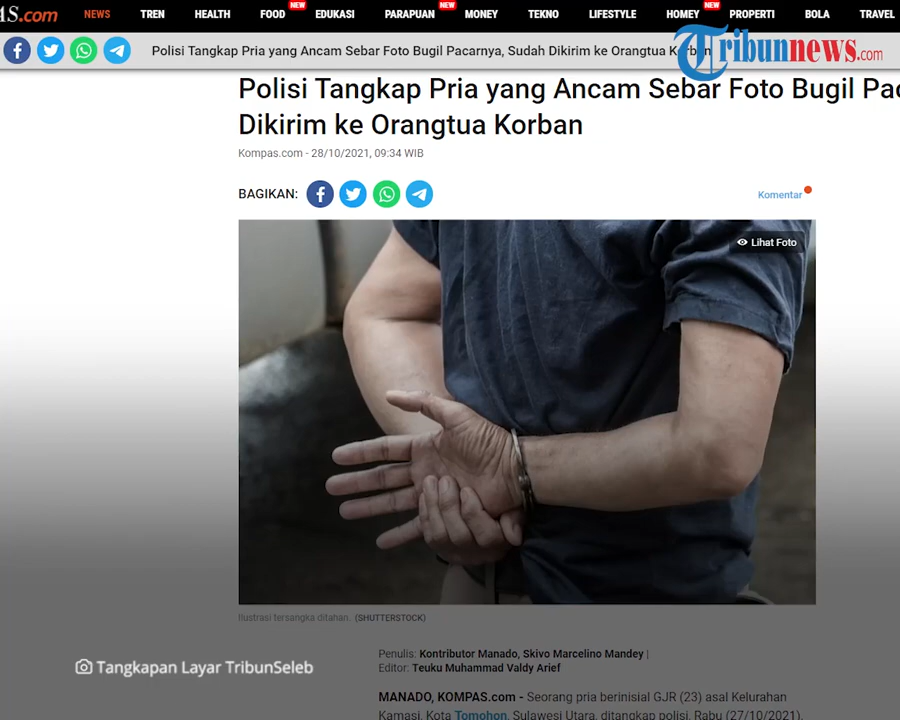 AS.com
NEWS TREN HEALTH FOOD NEW EDUKASI PARAPUAN NEW MONEY TEKNO LIFESTYLE HOMEY NEW PROPERTI BOLA TRAVEL
Polisi Tangkap Pria yang Ancam Sebar Foto Bugil Pacarnya, Sudah Dikirim ke Orangtua Korban
Tribunnews.com
Polisi Tangkap Pria yang Ancam Sebar Foto Bugil Pac
Dikirim ke Orangtua Korban
Kompas.com - 28/10/2021, 09:34 WIB
BAGIKAN:
Komentar
Lihat Foto
Ilustrasi tersangka ditahan. (SHUTTERSTOCK)
Penulis: Kontributor Manado, Skivo Marcelino Mandey |
Editor: Teuku Muhammad Valdy Arief
Tangkapan Layar TribunSeleb
MANADO, KOMPAS.com - Seorang pria berinisial GJR (23) asal Kelurahan
Kamasi, Kota Tomohon, Sulawesi Utara, ditangkap polisi, Rabu (27/10/2021).